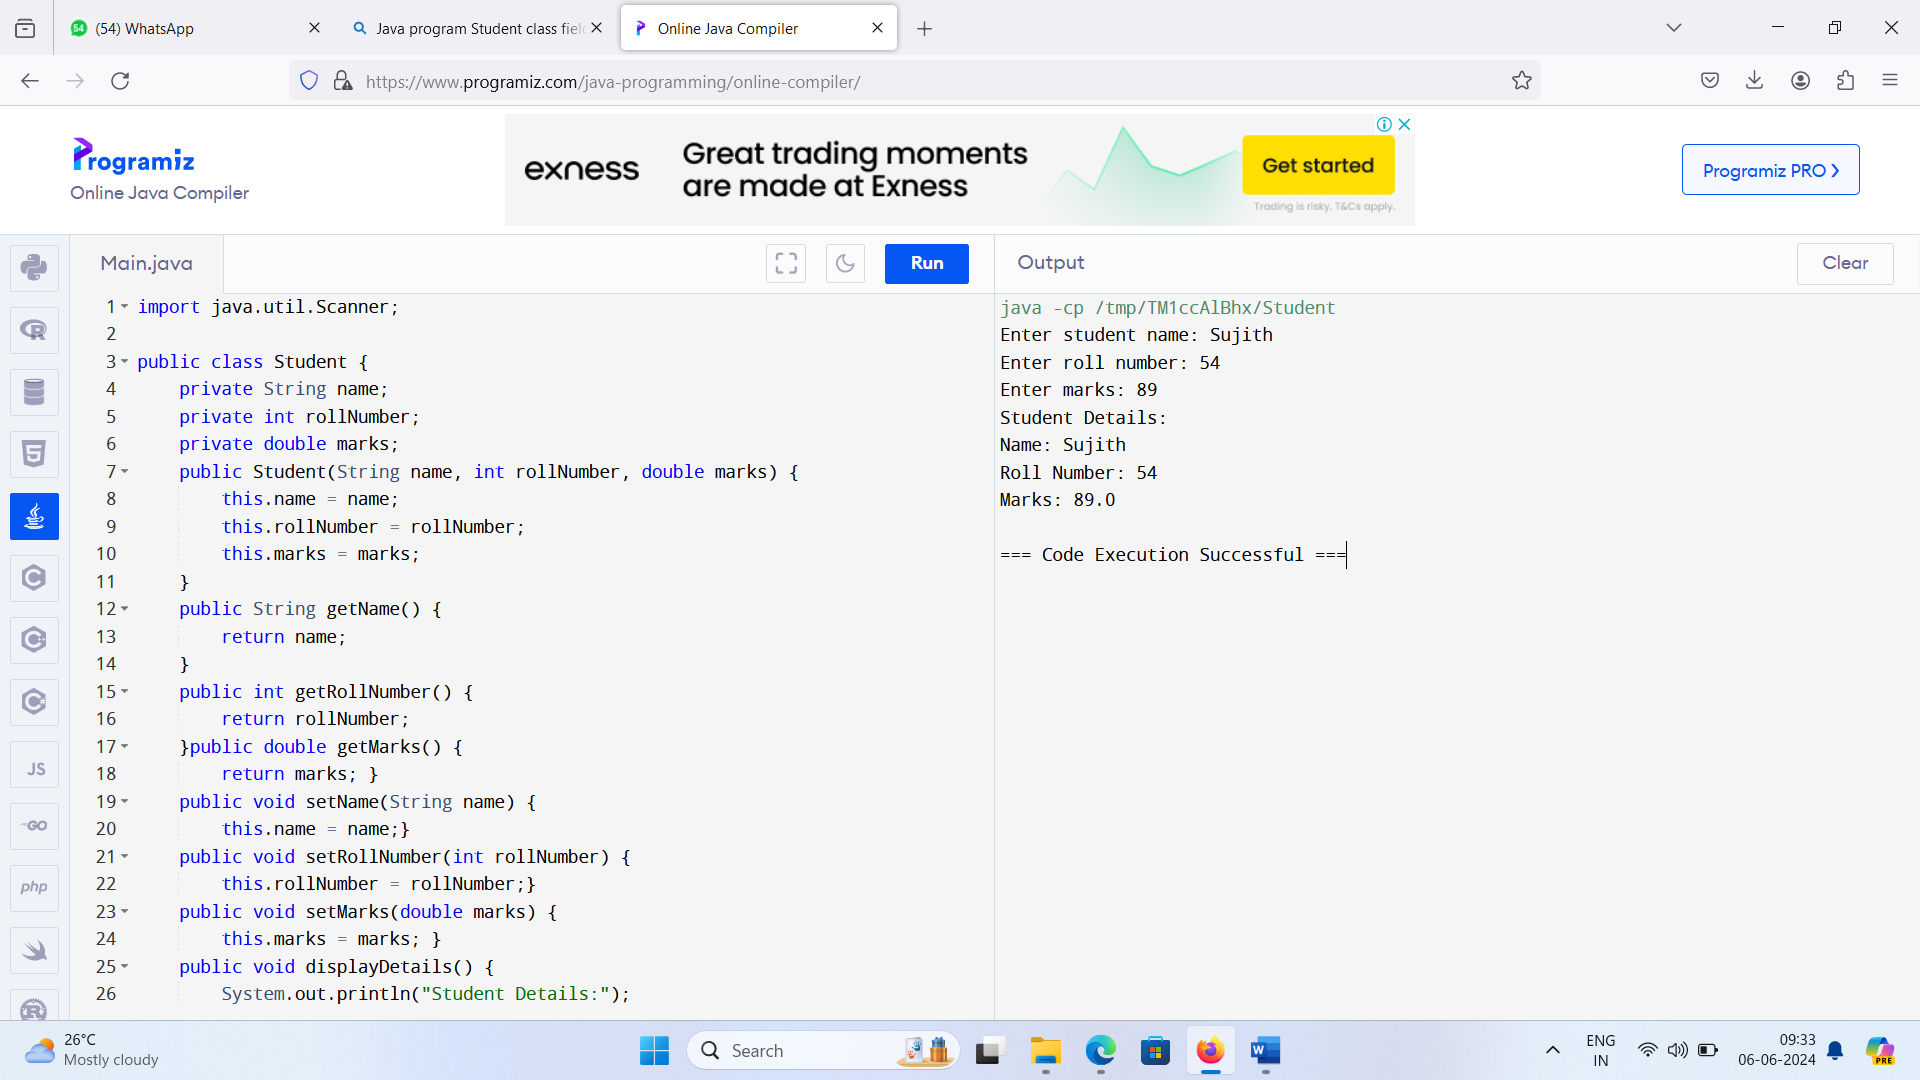 54
(54) WhatsApp
Java program Student class fiel
Online Java Compiler
https://www.programiz.com/java-programming/online-compiler/
Programiz
Online Java Compiler
exness
Great trading moments
are made at Exness
Get started
Trading is risky. T&Cs apply.
Programiz PRO ❯
Main.java
Run
Output
Clear
1 import java.util.Scanner;
2
3 public class Student {
4     private String name;
5     private int rollNumber;
6     private double marks;
7     public Student(String name, int rollNumber, double marks) {
8         this.name = name;
9         this.rollNumber = rollNumber;
10         this.marks = marks;
11     }
12     public String getName() {
13         return name;
14     }
15     public int getRollNumber() {
16         return rollNumber;
17     }public double getMarks() {
18         return marks; }
19     public void setName(String name) {
20         this.name = name;}
21     public void setRollNumber(int rollNumber) {
22         this.rollNumber = rollNumber;}
23     public void setMarks(double marks) {
24         this.marks = marks; }
25     public void displayDetails() {
26         System.out.println("Student Details:");
java -cp /tmp/TM1ccAlBhx/Student
Enter student name: Sujith
Enter roll number: 54
Enter marks: 89
Student Details:
Name: Sujith
Roll Number: 54
Marks: 89.0
=== Code Execution Successful ===
JS
GO
php
26°C
Mostly cloudy
Search
ENG
IN
09:33
06-06-2024
PRE